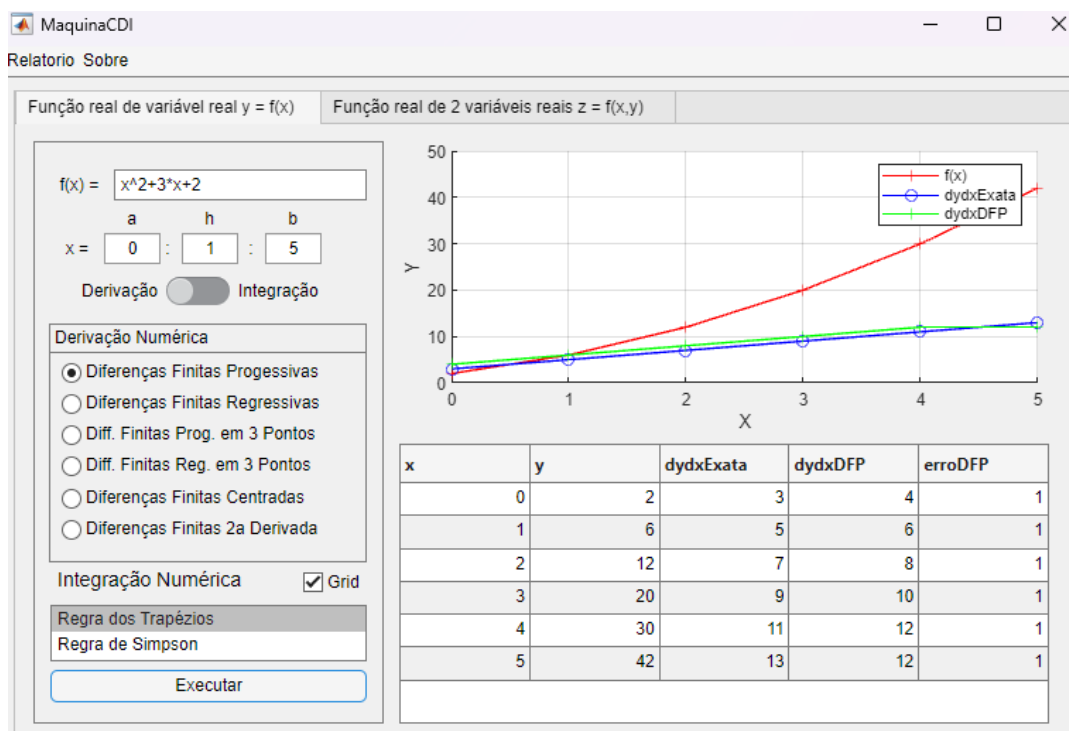 MaquinaCDI
Relatorio Sobre
Função real de variável real y = f(x) Função real de 2 variáveis reais z = f(x,y)
f(x) = x^2+3*x+2
a h b
x = 0 : 1 : 5
Derivação Integração
Derivação Numérica
Diferenças Finitas Progessivas
Diferenças Finitas Regressivas
Diff. Finitas Prog. em 3 Pontos
Diff. Finitas Reg. em 3 Pontos
Diferenças Finitas Centradas
Diferenças Finitas 2a Derivada
Integração Numérica Grid
Regra dos Trapézios
Regra de Simpson
Executar
50
40
30
20
10
0
Y
0 1 2 3 4 5
X
f(x)
dydxExata
dydxDFP
x y dydxExata dydxDFP erroDFP
0 2 3 4 1
1 6 5 6 1
2 12 7 8 1
3 20 9 10 1
4 30 11 12 1
5 42 13 12 1